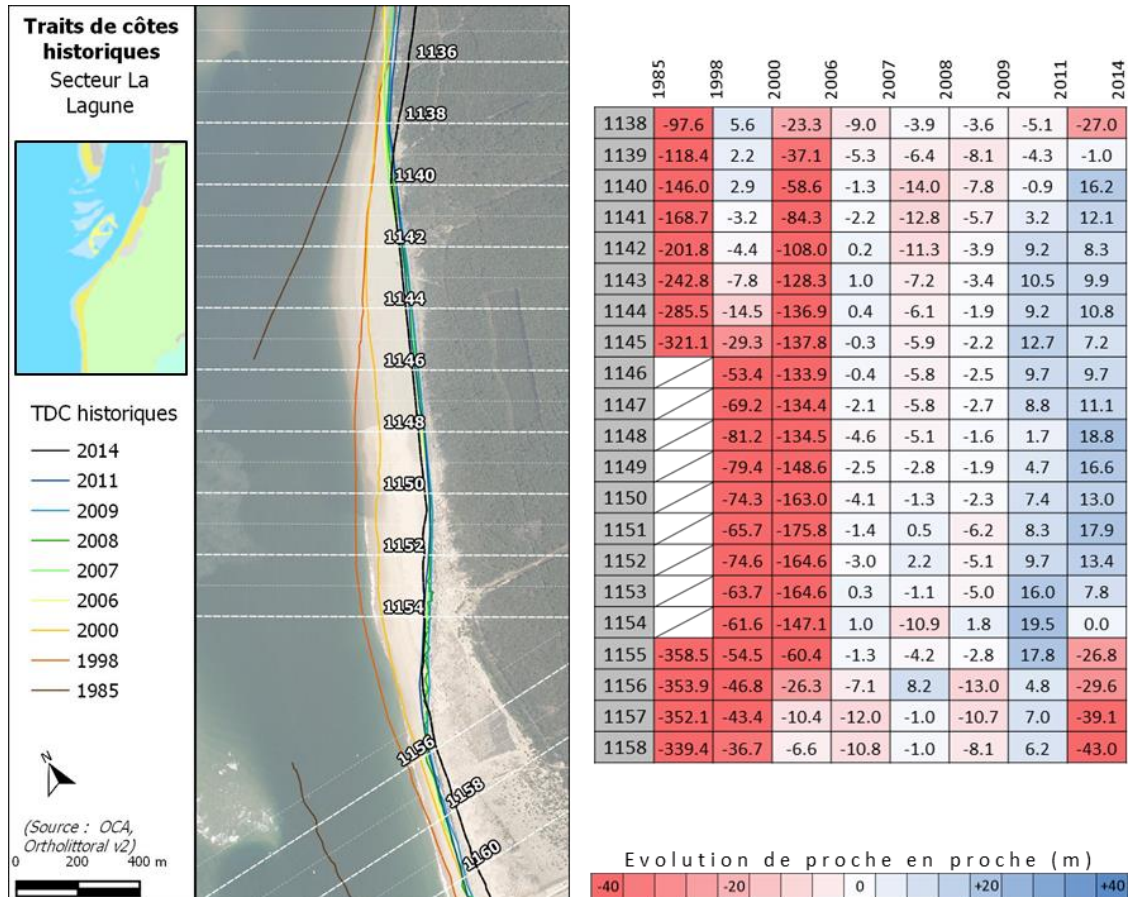 Traits de côtes
historiques
Secteur La
Lagune
TDC historiques
2014
2011
2009
2008
2007
2006
2000
1998
1985
N
(Source : OCA,
Ortholittoral v2)
0 200 400 m
1136
1138
1140
1142
1144
1146
1148
1150
1152
1154
1156
1158
1160
1985 1998 2000 2006 2007 2008 2009 2011 2014
1138 -97.6 5.6 -23.3 -9.0 -3.9 -3.6 -5.1 -27.0
1139 -118.4 2.2 -37.1 -5.3 -6.4 -8.1 -4.3 -1.0
1140 -146.0 2.9 -58.6 -1.3 -14.0 -7.8 -0.9 16.2
1141 -168.7 -3.2 -84.3 -2.2 -12.8 -5.7 3.2 12.1
1142 -201.8 -4.4 -108.0 0.2 -11.3 -3.9 9.2 8.3
1143 -242.8 -7.8 -128.3 1.0 -7.2 -3.4 10.5 9.9
1144 -285.5 -14.5 -136.9 0.4 -6.1 -1.9 9.2 10.8
1145 -321.1 -29.3 -137.8 -0.3 -5.9 -2.2 12.7 7.2
1146 -53.4 -133.9 -0.4 -5.8 -2.5 9.7 9.7
1147 -69.2 -134.4 -2.1 -5.8 -2.7 8.8 11.1
1148 -81.2 -134.5 -4.6 -5.1 -1.6 1.7 18.8
1149 -79.4 -148.6 -2.5 -2.8 -1.9 4.7 16.6
1150 -74.3 -163.0 -4.1 -1.3 -2.3 7.4 13.0
1151 -65.7 -175.8 -1.4 0.5 -6.2 8.3 17.9
1152 -74.6 -164.6 -3.0 2.2 -5.1 9.7 13.4
1153 -63.7 -164.6 0.3 -1.1 -5.0 16.0 7.8
1154 -61.6 -147.1 1.0 -10.9 1.8 19.5 0.0
1155 -358.5 -54.5 -60.4 -1.3 -4.2 -2.8 17.8 -26.8
1156 -353.9 -46.8 -26.3 -7.1 8.2 -13.0 4.8 -29.6
1157 -352.1 -43.4 -10.4 -12.0 -1.0 -10.7 7.0 -39.1
1158 -339.4 -36.7 -6.6 -10.8 -1.0 -8.1 6.2 -43.0
Evolution de proche en proche (m)
-40 -20 0 +20 +40